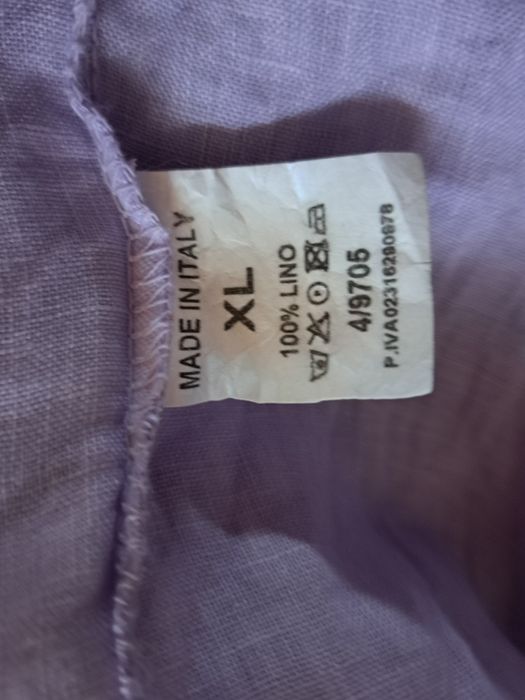 MADE IN ITALY
XL
100% LINO
4/9705
P.IVA02316280978